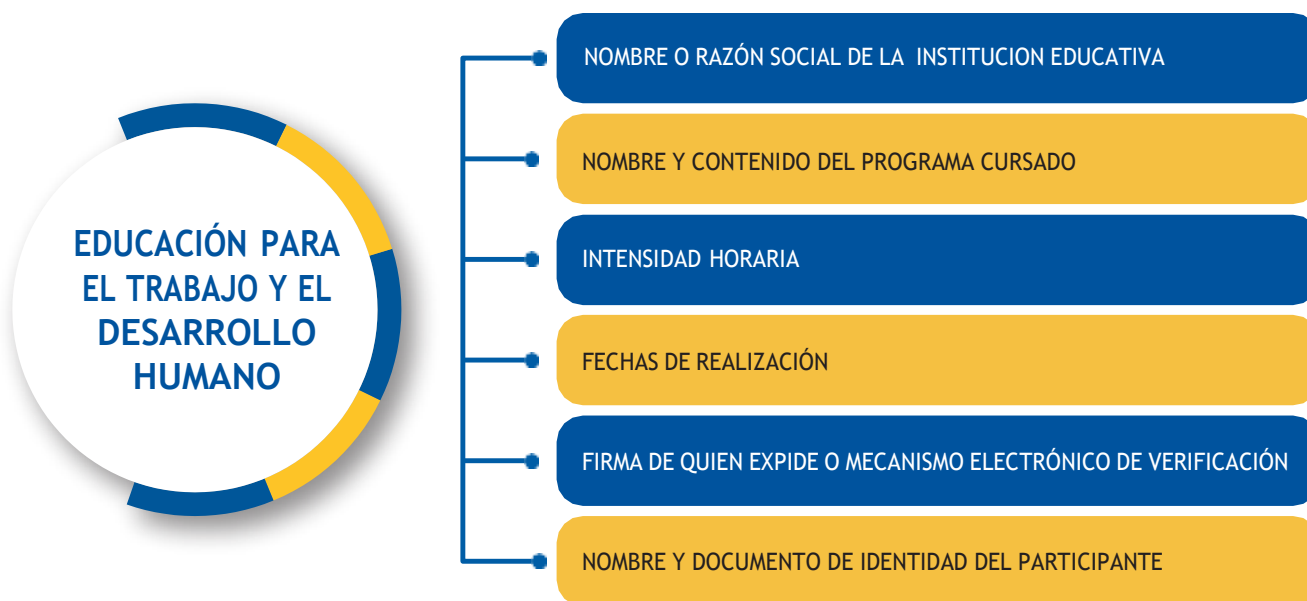 EDUCACIÓN PARA
EL TRABAJO Y EL
DESARROLLO
HUMANO
NOMBRE O RAZÓN SOCIAL DE LA INSTITUCION EDUCATIVA
NOMBRE Y CONTENIDO DEL PROGRAMA CURSADO
INTENSIDAD HORARIA
FECHAS DE REALIZACIÓN
FIRMA DE QUIEN EXPIDE O MECANISMO ELECTRÓNICO DE VERIFICACIÓN
NOMBRE Y DOCUMENTO DE IDENTIDAD DEL PARTICIPANTE